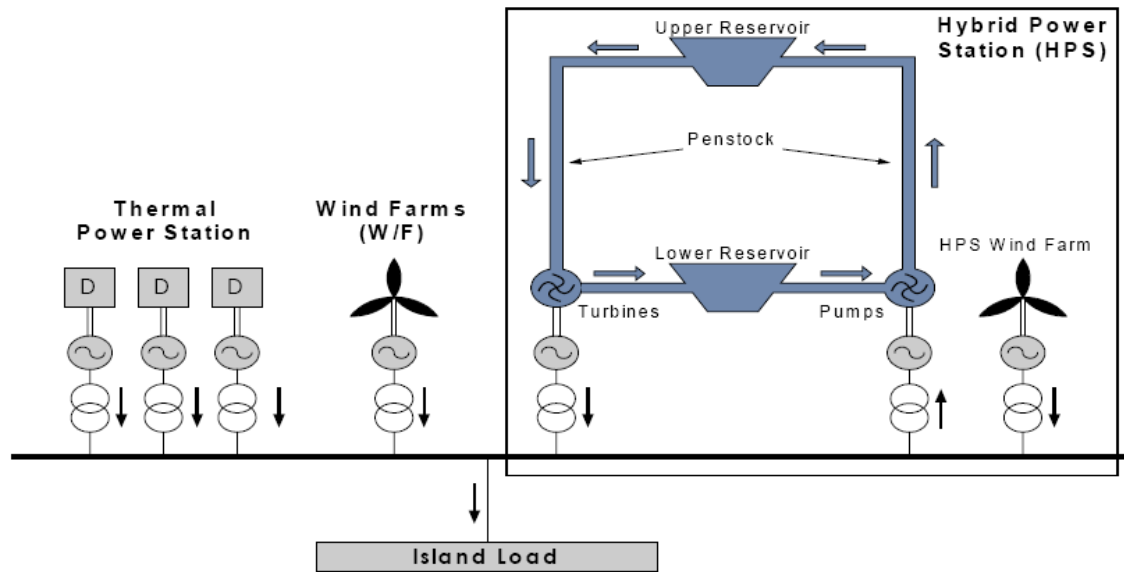 Upper Reservoir
Hybrid Power
Station (HPS)
Penstock
Thermal
Power Station
Wind Farms
(W/F)
Lower Reservoir
HPS Wind Farm
D
D
D
Turbines
Pumps
Island Load